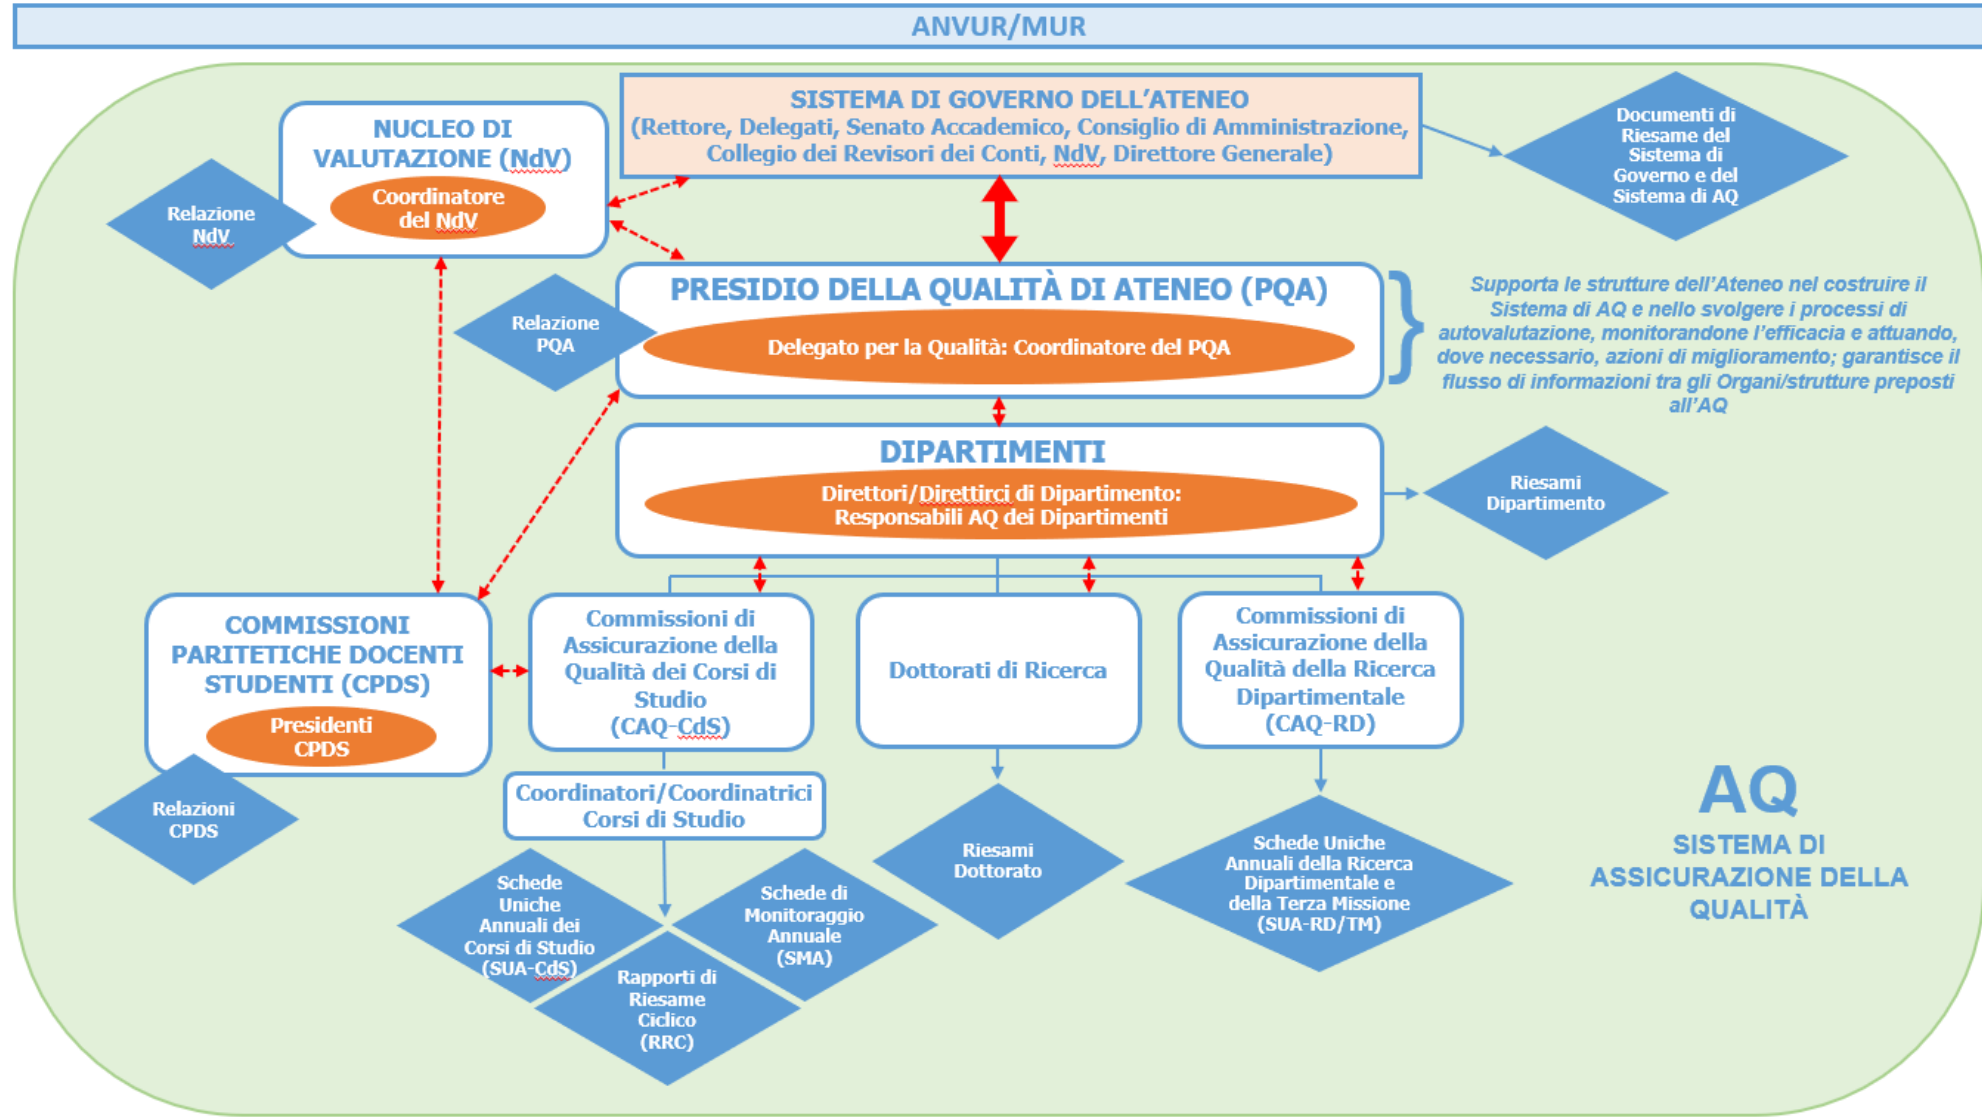 ANVUR/MUR
SISTEMA DI GOVERNO DELL'ATENEO
(Rettore, Delegati, Senato Accademico, Consiglio di Amministrazione,
Collegio dei Revisori dei Conti, NdV, Direttore Generale)
Documenti di
Riesame del
Sistema di
Governo e del
Sistema di AQ
NUCLEO DI
VALUTAZIONE (NdV)
Coordinatore
del NdV
Relazione
NdV
PRESIDIO DELLA QUALITÀ DI ATENEO (PQA)
Delegato per la Qualità: Coordinatore del PQA
Relazione
PQA
Supporta le strutture dell'Ateneo nel costruire il
Sistema di AQ e nello svolgere i processi di
autovalutazione, monitorandone l'efficacia e attuando,
dove necessario, azioni di miglioramento; garantisce il
flusso di informazioni tra gli Organi/strutture preposti
all'AQ
DIPARTIMENTI
Direttori/Direttirci di Dipartimento:
Responsabili AQ dei Dipartimenti
Riesami
Dipartimento
COMMISSIONI
PARITETICHE DOCENTI
STUDENTI (CPDS)
Presidenti
CPDS
Relazioni
CPDS
Commissioni di
Assicurazione della
Qualità dei Corsi di
Studio
(CAQ-CdS)
Dottorati di Ricerca
Commissioni di
Assicurazione della
Qualità della Ricerca
Dipartimentale
(CAQ-RD)
Coordinatori/Coordinatrici
Corsi di Studio
Schede
Uniche
Annuali dei
Corsi di Studio
(SUA-CdS)
Rapporti di
Riesame
Ciclico
(RRC)
Schede di
Monitoraggio
Annuale
(SMA)
Riesami
Dottorato
Schede Uniche
Annuali della Ricerca
Dipartimentale e
della Terza Missione
(SUA-RD/TM)
AQ
SISTEMA DI
ASSICURAZIONE DELLA
QUALITÀ